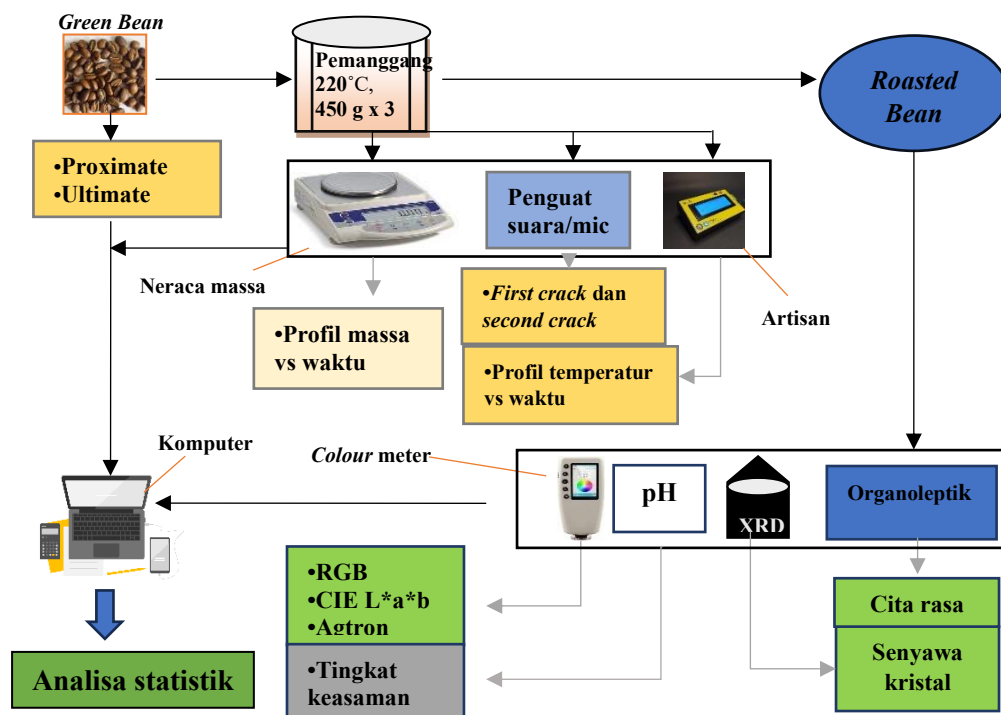 Green Bean
Pemanggang
220°C,
450 g x 3
Roasted
Bean
•Proximate
•Ultimate
Penguat
suara/mic
Neraca massa
•First crack dan
second crack
Artisan
•Profil massa
vs waktu
•Profil temperatur
vs waktu
Komputer
Colour meter
pH
XRD
Organoleptik
•RGB
•CIE L*a*b
•Agtron
•Tingkat
keasaman
Cita rasa
Senyawa
kristal
Analisa statistik